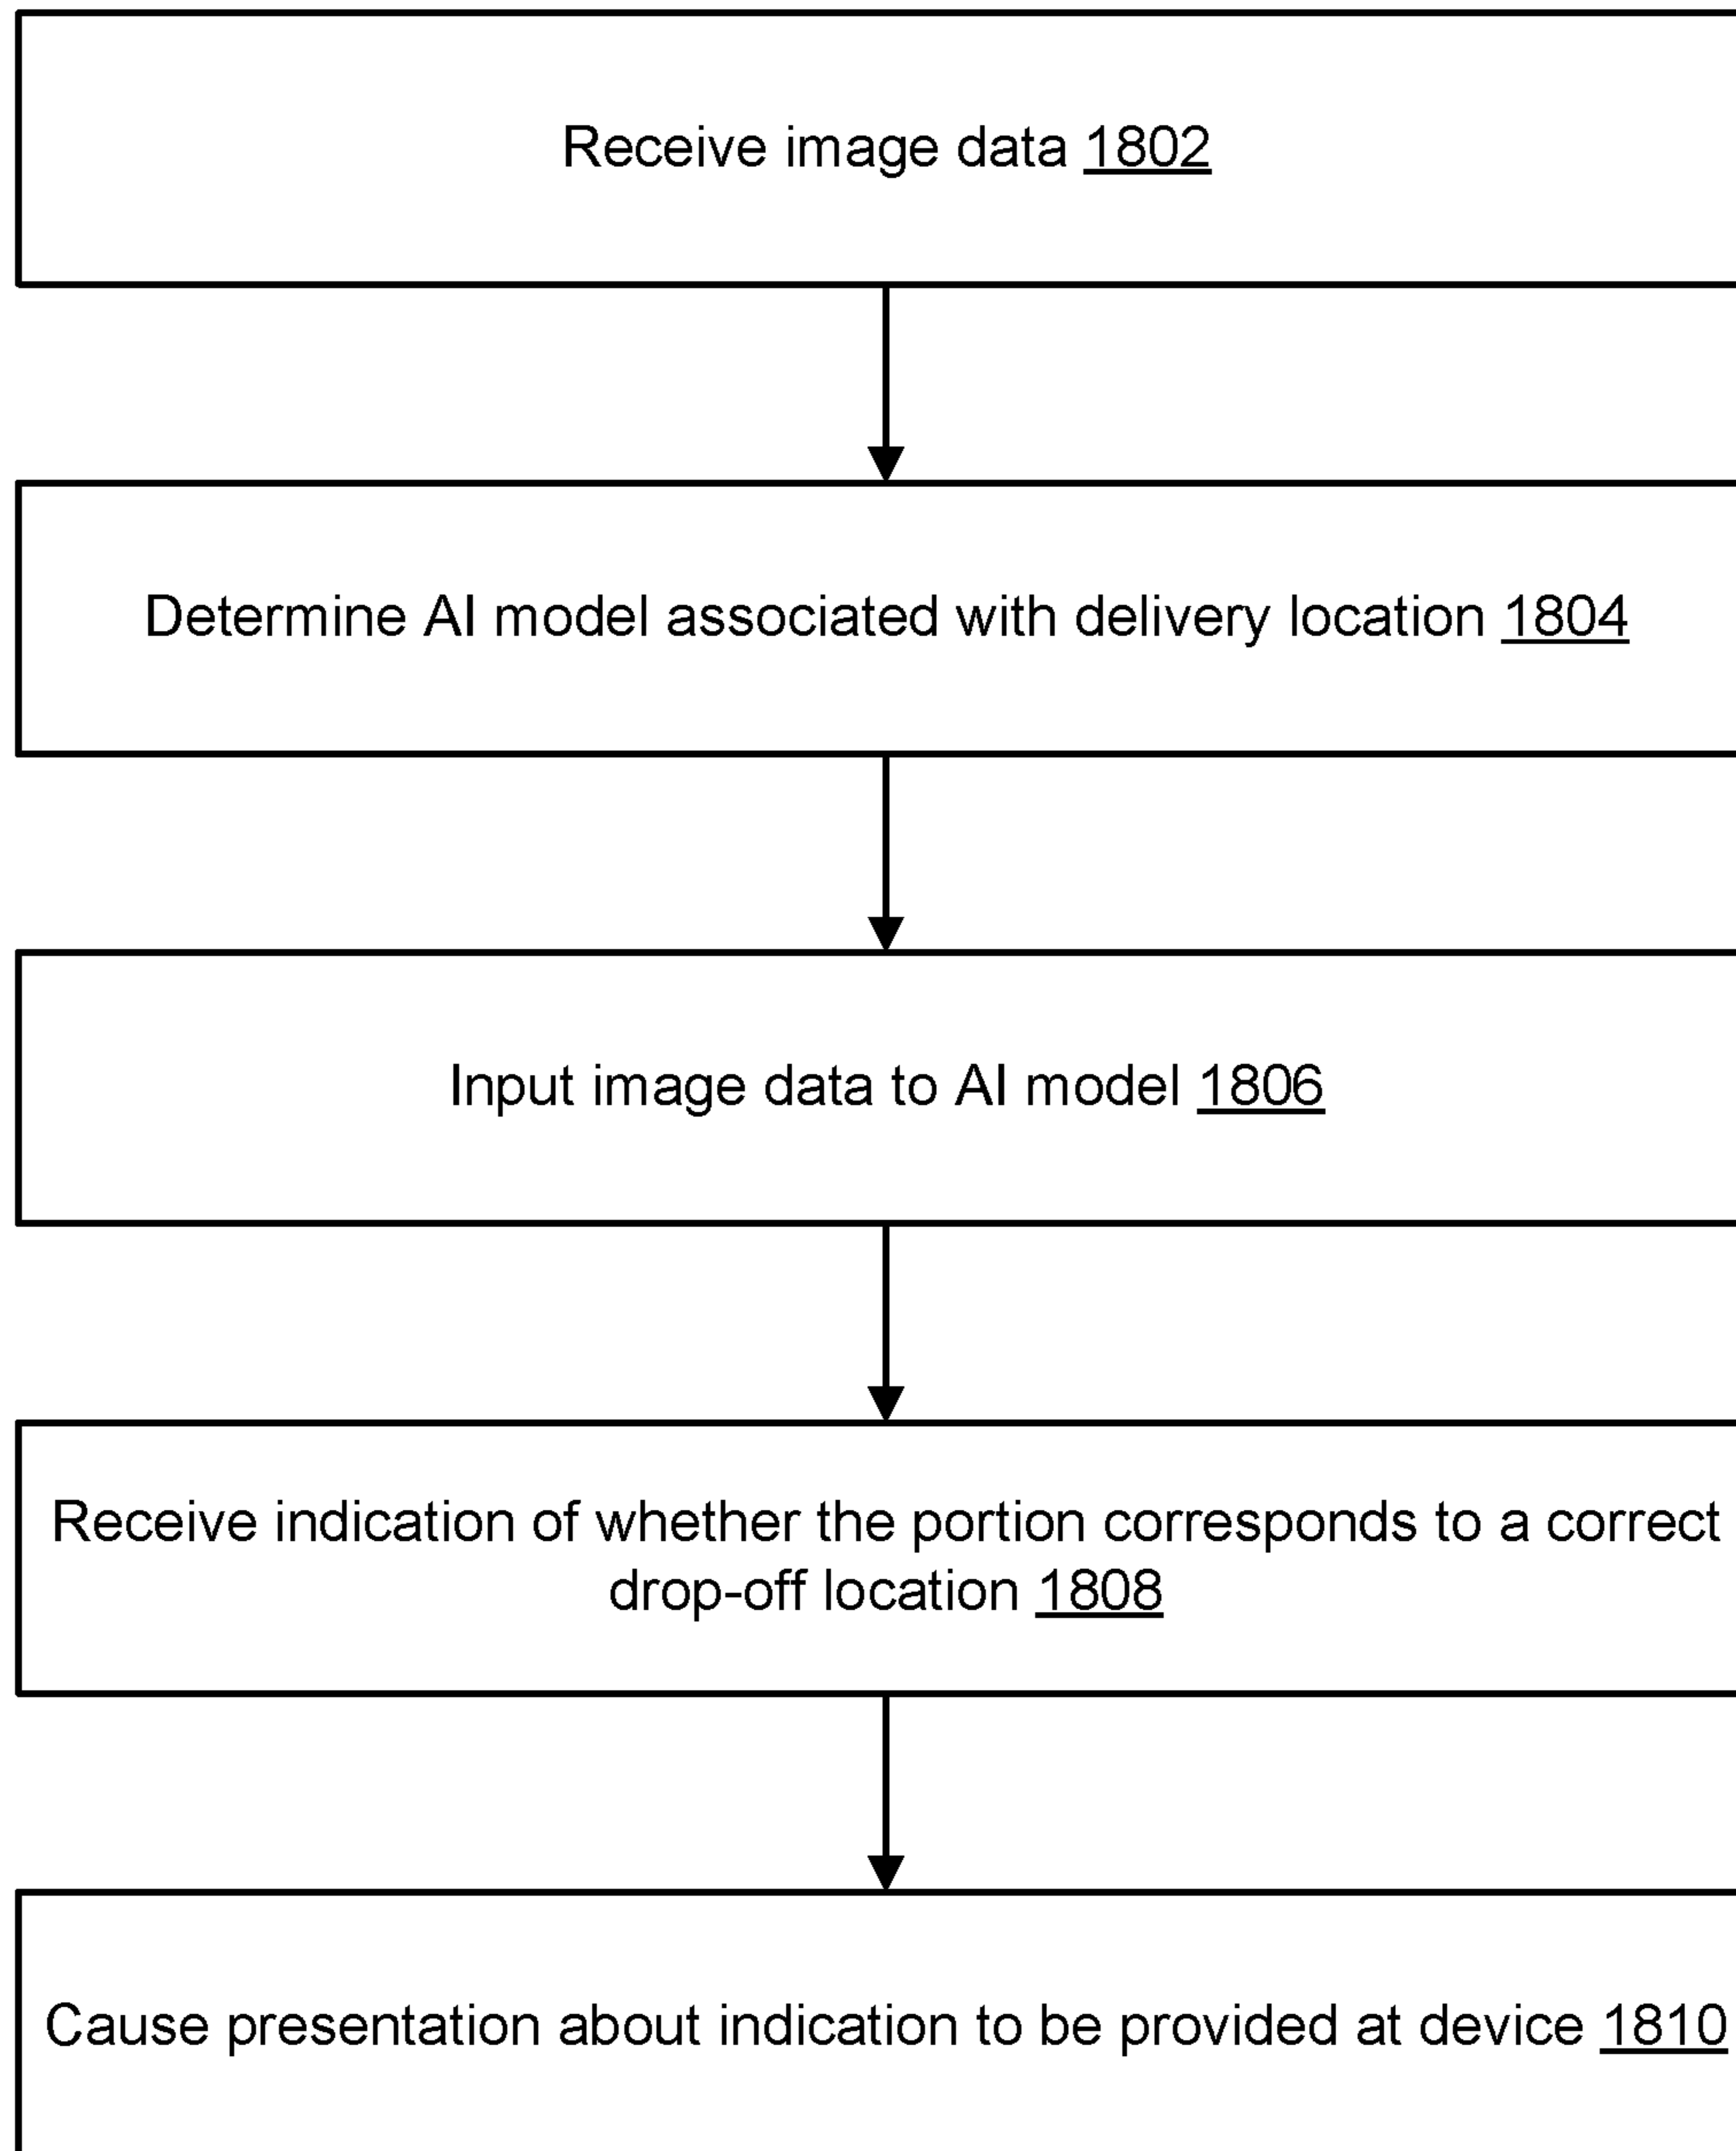 Receive image data 1802
Determine AI model associated with delivery location 1804
Input image data to AI model 1806
Receive indication of whether the portion corresponds to a correct
drop-off location 1808
Cause presentation about indication to be provided at device 1810